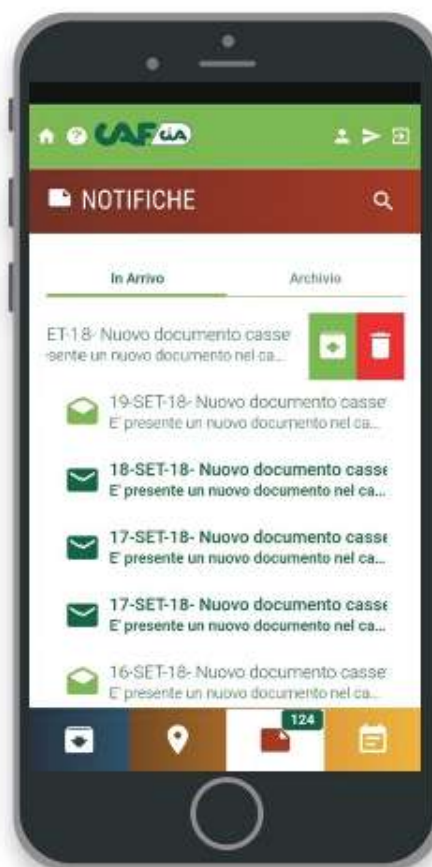 CAF cia
NOTIFICHE
In Arrivo
Archivio
ET-18- Nuovo documento casse
sente un nuovo documento nel ca...
19-SET-18- Nuovo documento casse
E' presente un nuovo documento nel ca...
18-SET-18- Nuovo documento casse
E' presente un nuovo documento nel ca...
17-SET-18- Nuovo documento casse
E' presente un nuovo documento nel ca...
17-SET-18- Nuovo documento casse
E' presente un nuovo documento nel ca...
16-SET-18- Nuovo documento casse
E' presente un nuovo documento nel ca...
124